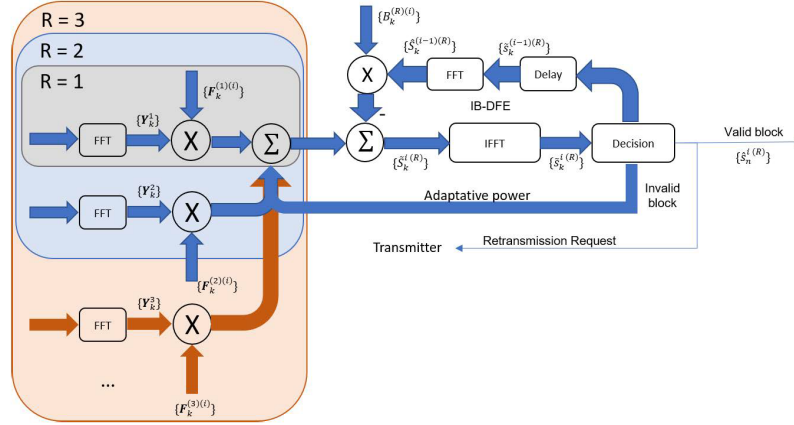 R = 3
R = 2
R = 1
{F_k^{(1)(i)}}
{Y_k^1}
FFT
X
Σ
{Y_k^2}
FFT
X
{F_k^{(2)(i)}}
{Y_k^3}
FFT
X
...
{F_k^{(3)(i)}}
{B_k^{(R)(i)}}
{Ŝ_k^{(i-1)(R)}}
{ŝ_k^{(i-1)(R)}}
X
FFT
Delay
IB-DFE
-
Σ
IFFT
Decision
{S̃_k^{i(R)}}
{s̃_k^{i(R)}}
Valid block
{ŝ_n^{i(R)}}
Adaptative power
Invalid
block
Transmitter
Retransmission Request